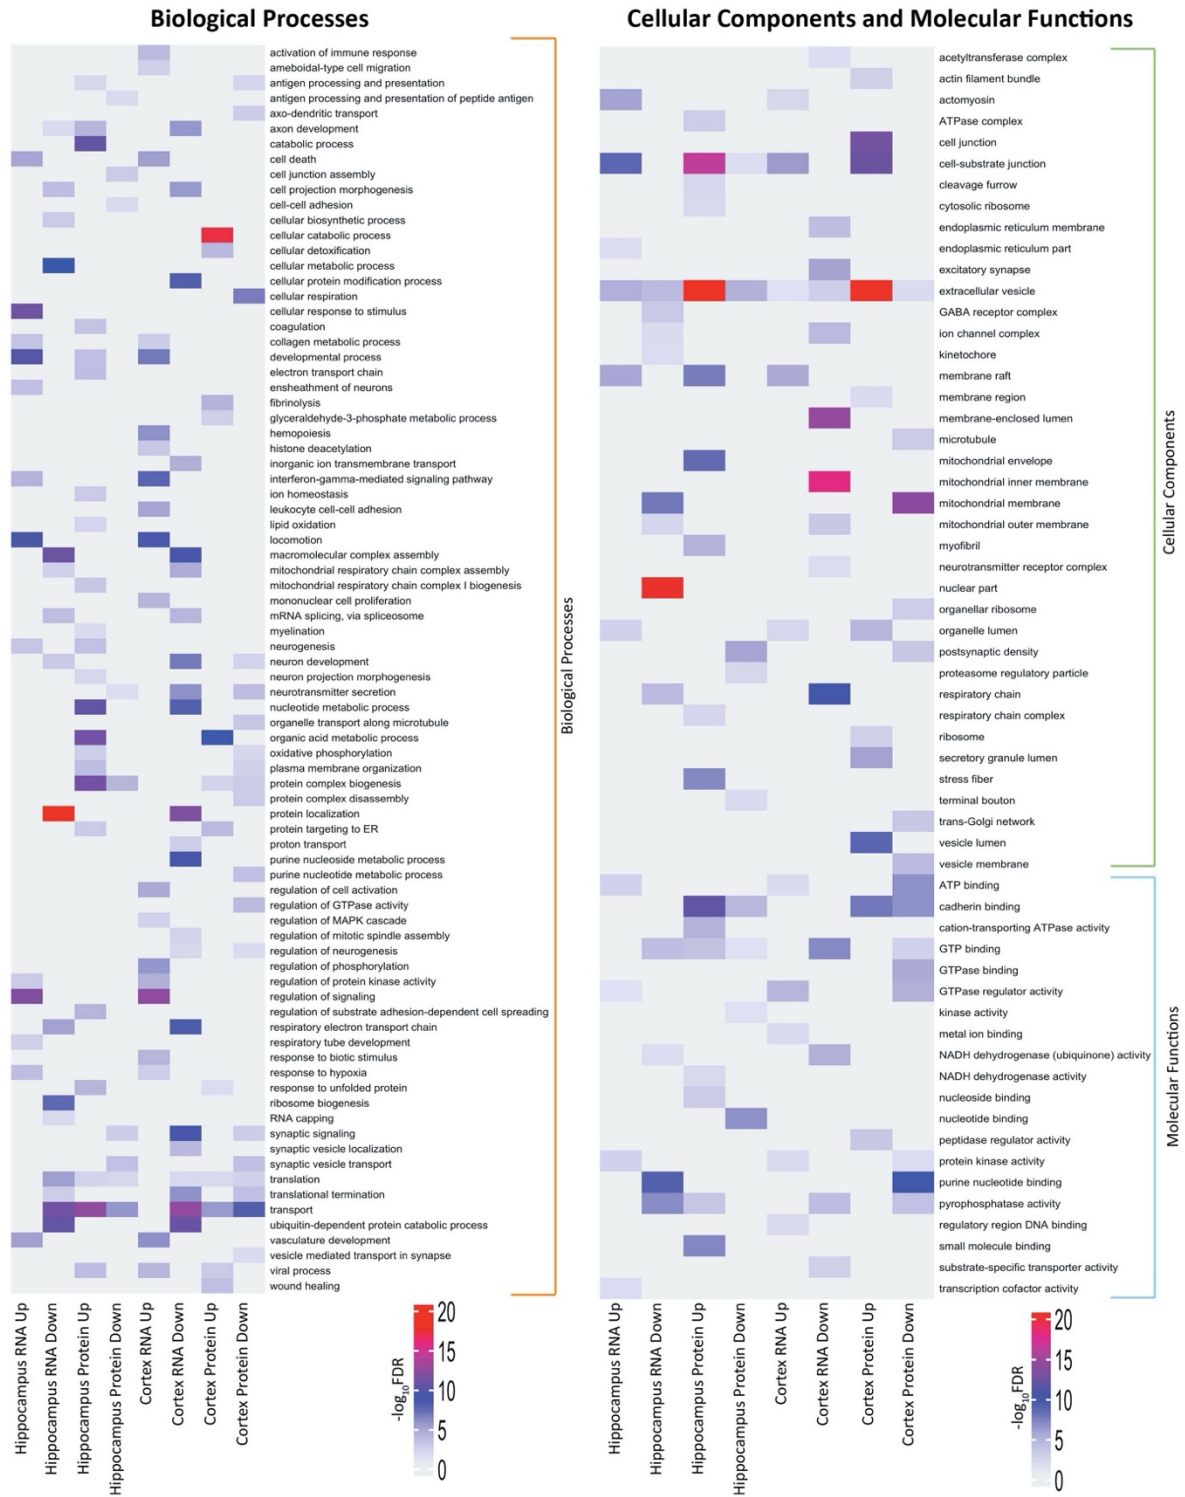 Biological Processes
activation of immune response
ameboidal-type cell migration
antigen processing and presentation
antigen processing and presentation of peptide antigen
axo-dendritic transport
axon development
catabolic process
cell death
cell junction assembly
cell projection morphogenesis
cell-cell adhesion
cellular biosynthetic process
cellular catabolic process
cellular detoxification
cellular metabolic process
cellular protein modification process
cellular respiration
cellular response to stimulus
coagulation
collagen metabolic process
developmental process
electron transport chain
ensheathment of neurons
fibrinolysis
glyceraldehyde-3-phosphate metabolic process
hemopoiesis
histone deacetylation
inorganic ion transmembrane transport
interferon-gamma-mediated signaling pathway
ion homeostasis
leukocyte cell-cell adhesion
lipid oxidation
locomotion
macromolecular complex assembly
mitochondrial respiratory chain complex assembly
mitochondrial respiratory chain complex I biogenesis
mononuclear cell proliferation
mRNA splicing, via spliceosome
myelination
neurogenesis
neuron development
neuron projection morphogenesis
neurotransmitter secretion
nucleotide metabolic process
organelle transport along microtubule
organic acid metabolic process
oxidative phosphorylation
plasma membrane organization
protein complex biogenesis
protein complex disassembly
protein localization
protein targeting to ER
proton transport
purine nucleoside metabolic process
purine nucleotide metabolic process
regulation of cell activation
regulation of GTPase activity
regulation of MAPK cascade
regulation of mitotic spindle assembly
regulation of neurogenesis
regulation of phosphorylation
regulation of protein kinase activity
regulation of signaling
regulation of substrate adhesion-dependent cell spreading
respiratory electron transport chain
respiratory tube development
response to biotic stimulus
response to hypoxia
response to unfolded protein
ribosome biogenesis
RNA capping
synaptic signaling
synaptic vesicle localization
synaptic vesicle transport
translation
translational termination
transport
ubiquitin-dependent protein catabolic process
vasculature development
vesicle mediated transport in synapse
viral process
wound healing
Biological Processes
Hippocampus RNA Up
Hippocampus RNA Down
Hippocampus Protein Up
Hippocampus Protein Down
Cortex RNA Up
Cortex RNA Down
Cortex Protein Up
Cortex Protein Down
-log10FDR
20
15
10
5
0
Cellular Components and Molecular Functions
acetyltransferase complex
actin filament bundle
actomyosin
ATPase complex
cell junction
cell-substrate junction
cleavage furrow
cytosolic ribosome
endoplasmic reticulum membrane
endoplasmic reticulum part
excitatory synapse
extracellular vesicle
GABA receptor complex
ion channel complex
kinetochore
membrane raft
membrane region
membrane-enclosed lumen
microtubule
mitochondrial envelope
mitochondrial inner membrane
mitochondrial membrane
mitochondrial outer membrane
myofibril
neurotransmitter receptor complex
nuclear part
organellar ribosome
organelle lumen
postsynaptic density
proteasome regulatory particle
respiratory chain
respiratory chain complex
ribosome
secretory granule lumen
stress fiber
terminal bouton
trans-Golgi network
vesicle lumen
vesicle membrane
ATP binding
cadherin binding
cation-transporting ATPase activity
GTP binding
GTPase binding
GTPase regulator activity
kinase activity
metal ion binding
NADH dehydrogenase (ubiquinone) activity
NADH dehydrogenase activity
nucleoside binding
nucleotide binding
peptidase regulator activity
protein kinase activity
purine nucleotide binding
pyrophosphatase activity
regulatory region DNA binding
small molecule binding
substrate-specific transporter activity
transcription cofactor activity
Cellular Components
Molecular Functions
Hippocampus RNA Up
Hippocampus RNA Down
Hippocampus Protein Up
Hippocampus Protein Down
Cortex RNA Up
Cortex RNA Down
Cortex Protein Up
Cortex Protein Down
-log10FDR
20
15
10
5
0